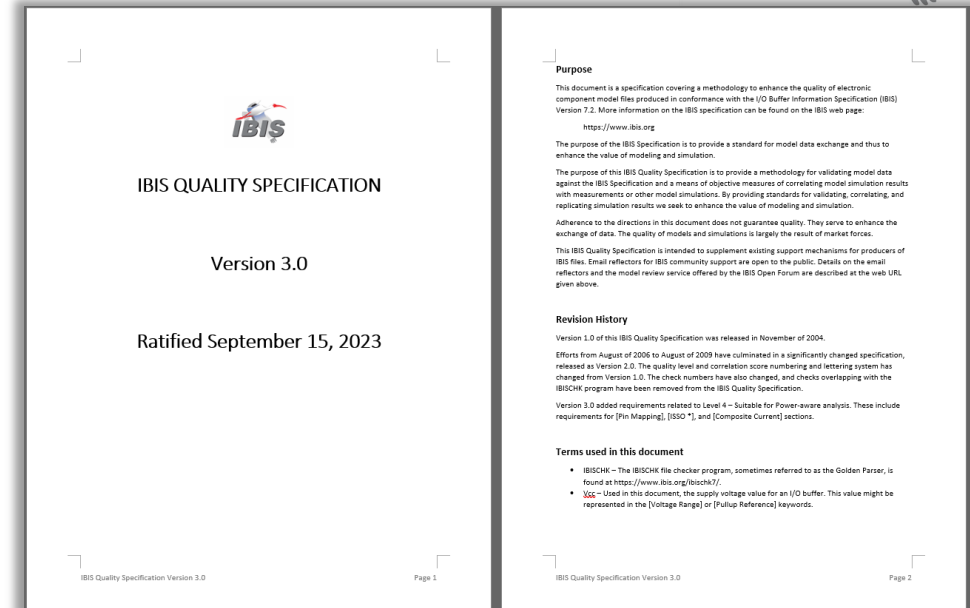 IBIS
IBIS QUALITY SPECIFICATION
Version 3.0
Ratified September 15, 2023
IBIS Quality Specification Version 3.0
Page 1
Purpose
This document is a specification covering a methodology to enhance the quality of electronic
component model files produced in conformance with the I/O Buffer Information Specification (IBIS)
Version 7.2. More information on the IBIS specification can be found on the IBIS web page:
https://www.ibis.org
The purpose of the IBIS Specification is to provide a standard for model data exchange and thus to
enhance the value of modeling and simulation.
The purpose of this IBIS Quality Specification is to provide a methodology for validating model data
against the IBIS Specification and a means of objective measures of correlating model simulation results
with measurements or other model simulations. By providing standards for validating, correlating, and
replicating simulation results we seek to enhance the value of modeling and simulation.
Adherence to the directions in this document does not guarantee quality. They serve to enhance the
exchange of data. The quality of models and simulations is largely the result of market forces.
This IBIS Quality Specification is intended to supplement existing support mechanisms for producers of
IBIS files. Email reflectors for IBIS community support are open to the public. Details on the email
reflectors and the model review service offered by the IBIS Open Forum are described at the web URL
given above.
Revision History
Version 1.0 of this IBIS Quality Specification was released in November of 2004.
Efforts from August of 2006 to August of 2009 have culminated in a significantly changed specification,
released as Version 2.0. The quality level and correlation score numbering and lettering system has
changed from Version 1.0. The check numbers have also changed, and checks overlapping with the
IBISCHK program have been removed from the IBIS Quality Specification.
Version 3.0 added requirements related to Level 4 – Suitable for Power-aware analysis. These include
requirements for [Pin Mapping], [ISSO *], and [Composite Current] sections.
Terms used in this document
• IBISCHK – The IBISCHK file checker program, sometimes referred to as the Golden Parser, is
found at https://www.ibis.org/ibischk7/.
• Vcc – Used in this document, the supply voltage value for an I/O buffer. This value might be
represented in the [Voltage Range] or [Pullup Reference] keywords.
IBIS Quality Specification Version 3.0
Page 2